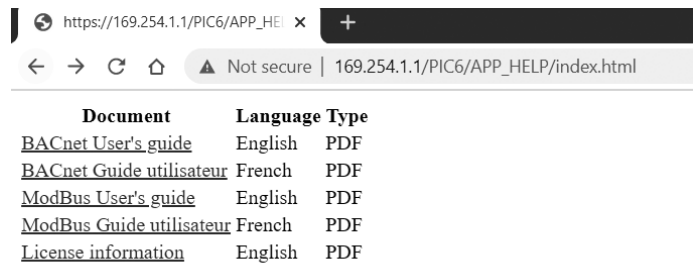 https://169.254.1.1/PIC6/APP_HEl
Not secure | 169.254.1.1/PIC6/APP_HELP/index.html
Document Language Type
BACnet User's guide English PDF
BACnet Guide utilisateur French PDF
ModBus User's guide English PDF
ModBus Guide utilisateur French PDF
License information English PDF